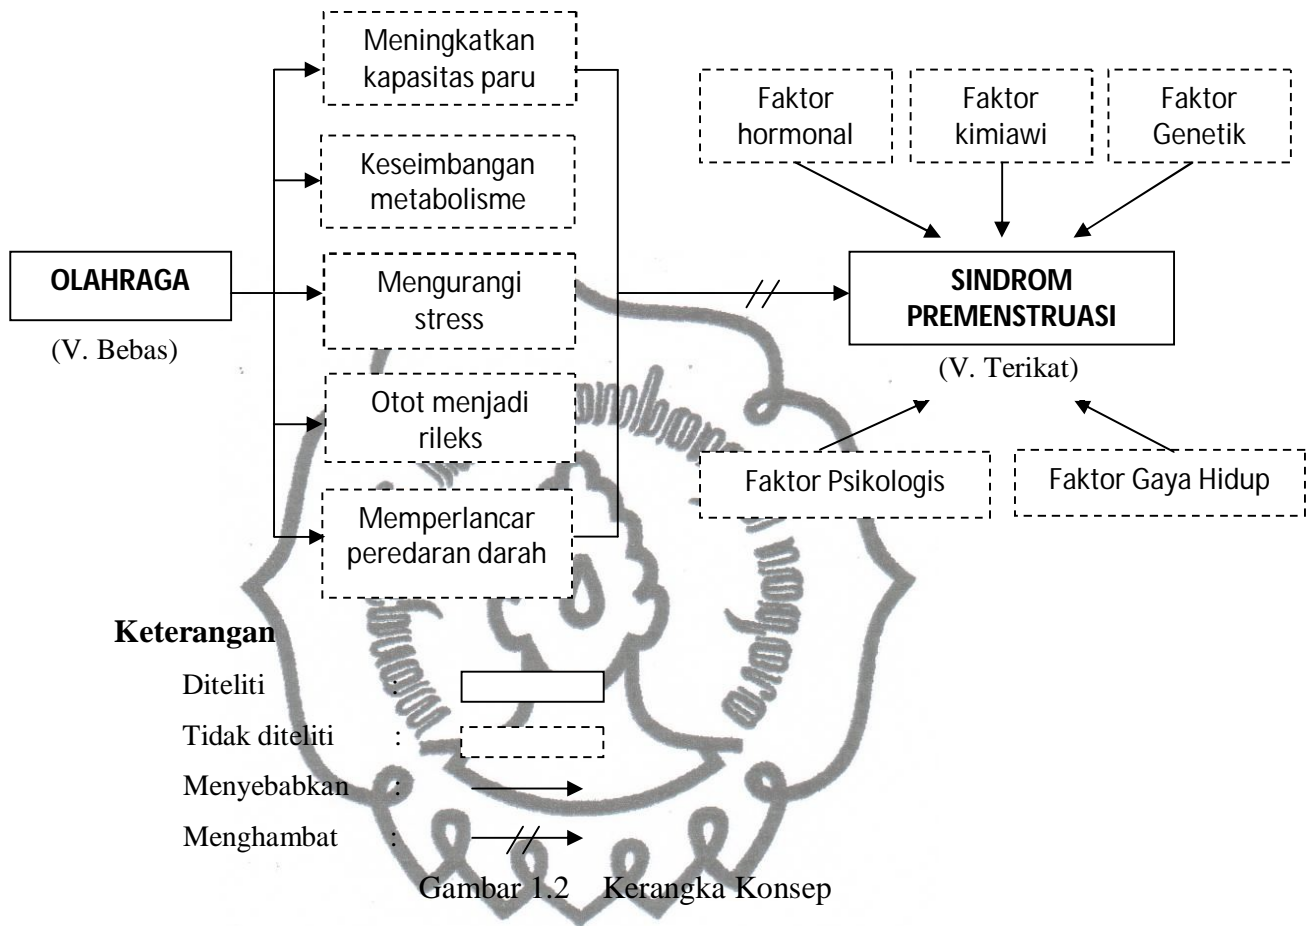 Meningkatkan
kapasitas paru
Keseimbangan
metabolisme
OLAHRAGA
(V. Bebas)
Mengurangi
stress
Otot menjadi
rileks
Memperlancar
peredaran darah
Faktor
hormonal
Faktor
kimiawi
Faktor
Genetik
SINDROM
PREMENSTRUASI
(V. Terikat)
Faktor Psikologis
Faktor Gaya Hidup
Keterangan
Diteliti :
Tidak diteliti :
Menyebabkan :
Menghambat :
Gambar 1.2 Kerangka Konsep